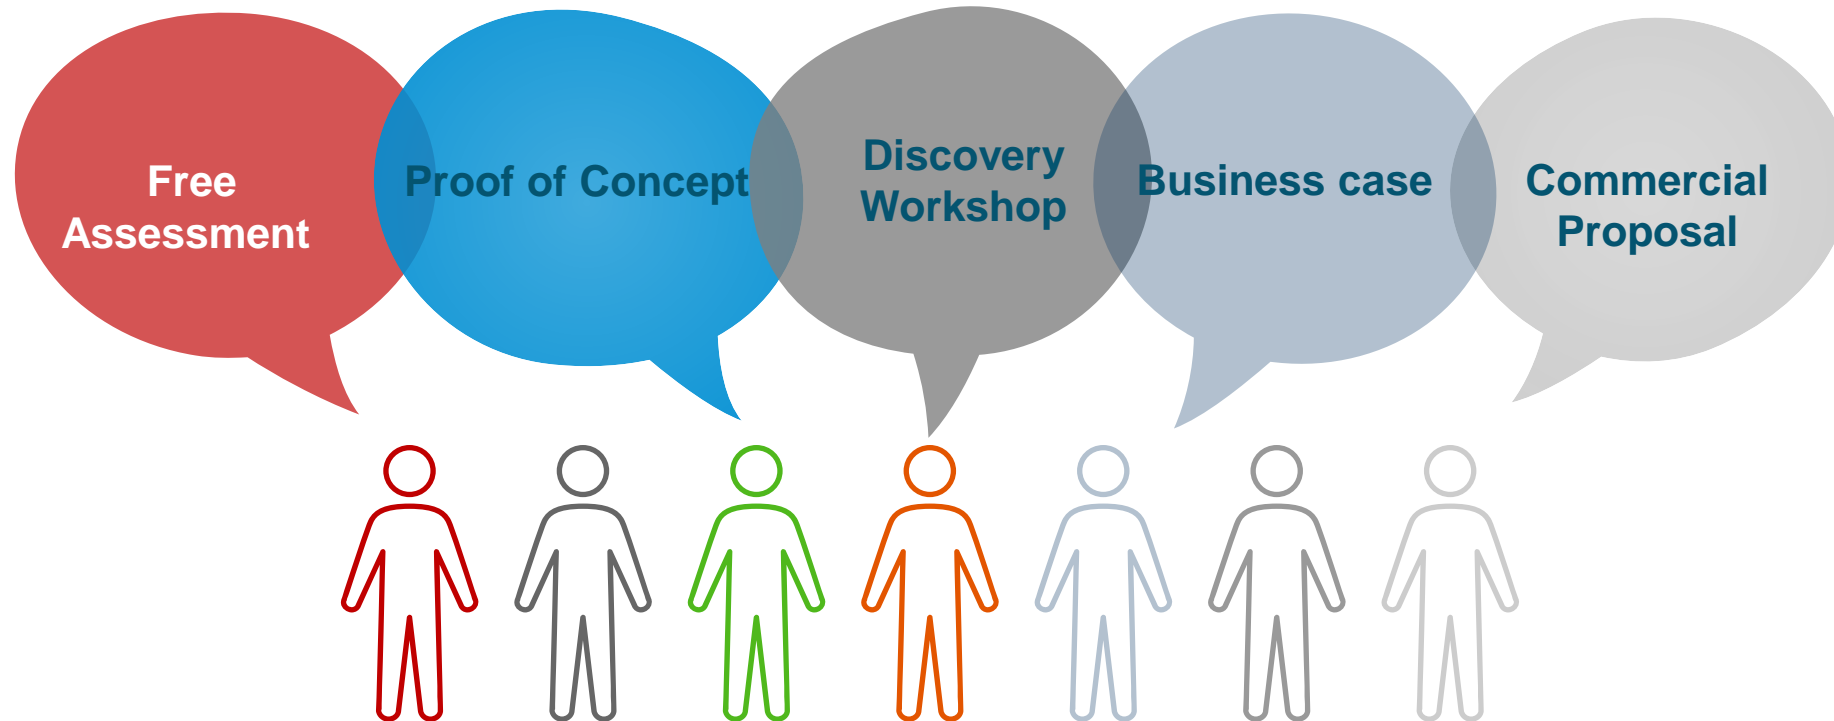 Free
Assessment
Proof of Concept
Discovery
Workshop
Business case
Commercial
Proposal